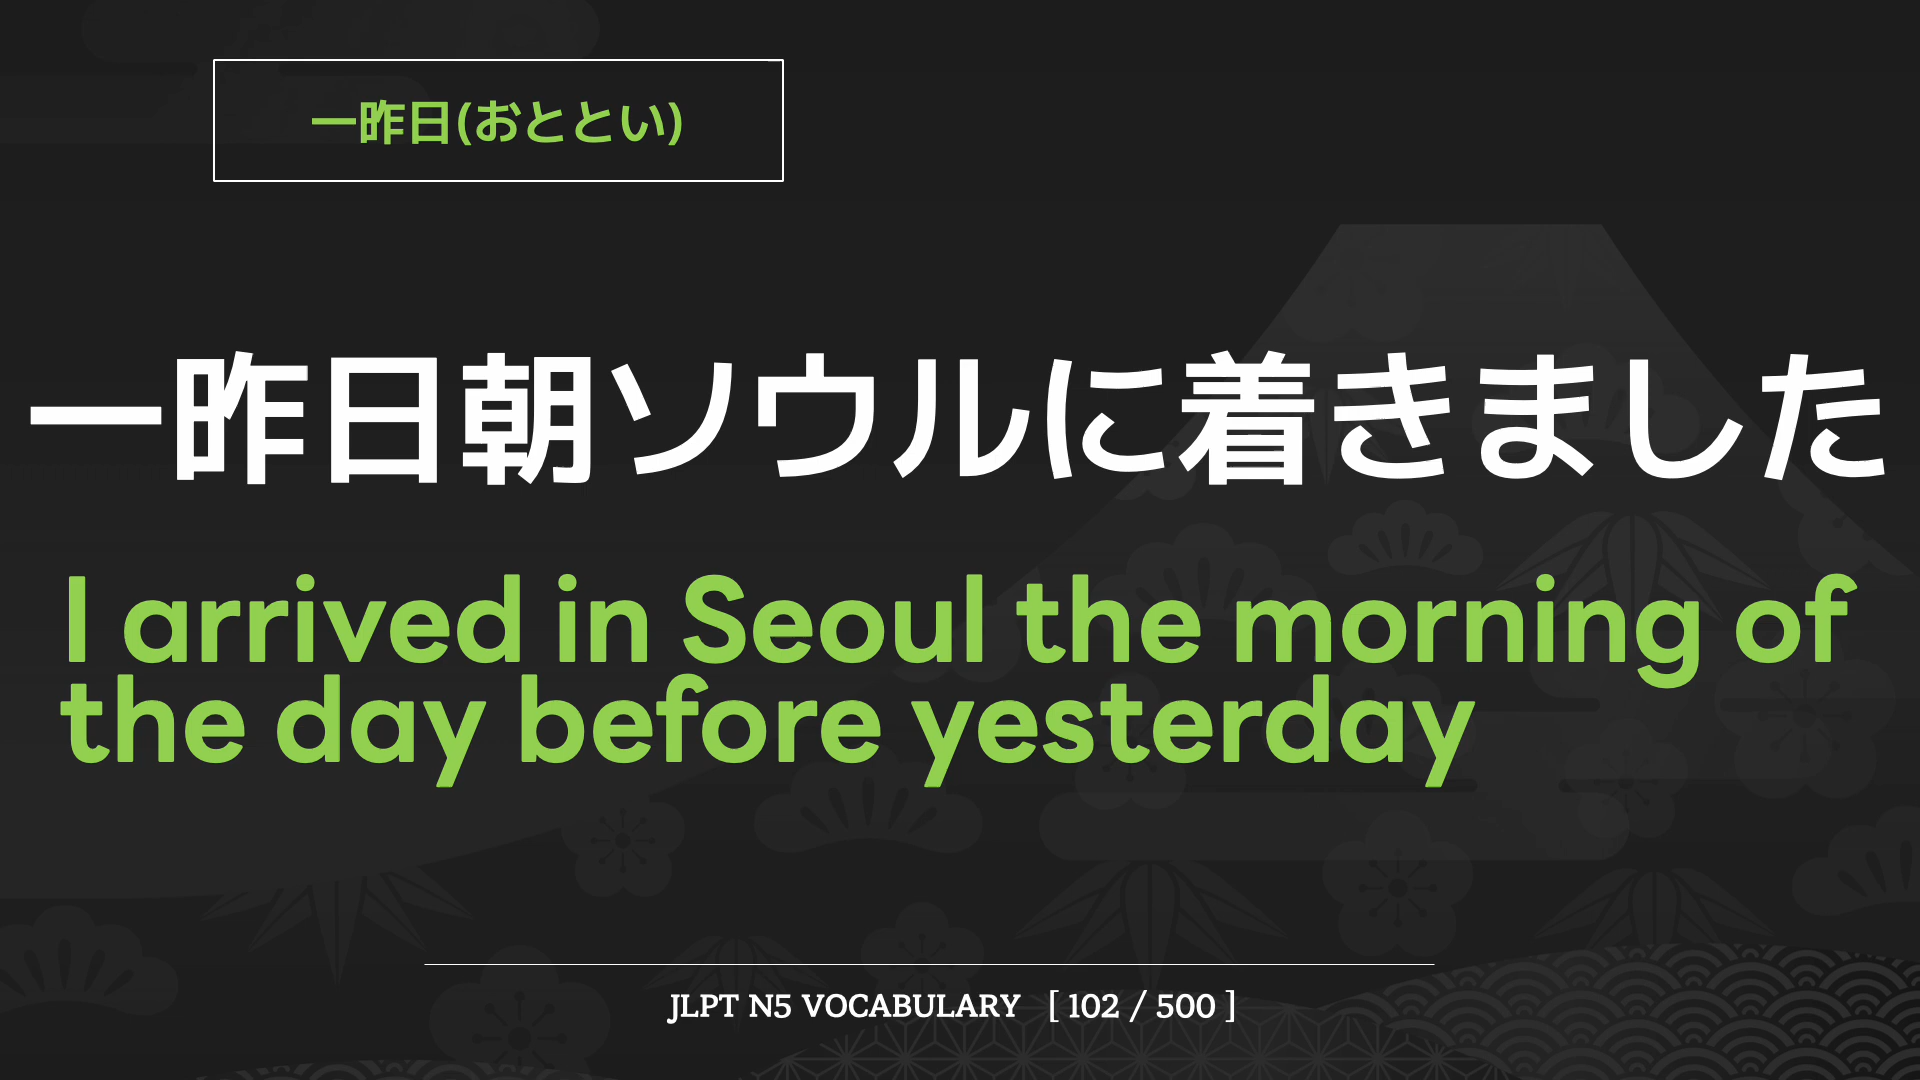 一昨日(おととい)
一昨日朝ソウルに着きました
I arrived in Seoul the morning of
the day before yesterday
JLPT N5 VOCABULARY [ 102 / 500 ]